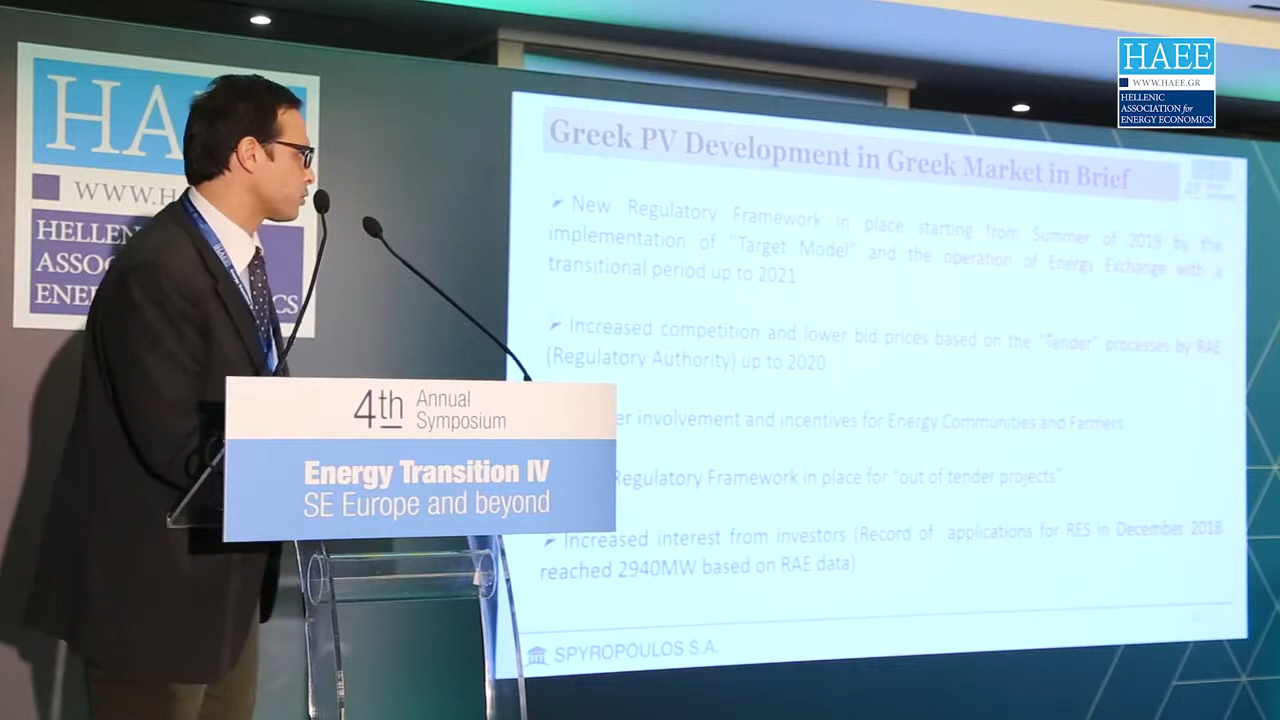 HAEE
WWW.HAEE.GR
HELLENIC
ASSOCIATION for
ENERGY ECONOMICS
HA
WWW.H
HELLEN
ASSOC
ENE
CS
HAEE
Greek PV Development in Greek Market in Brief
➢ New Regulatory Framework in place starting from Summer of 2019 by the
implementation of "Target Model" and the operation of Energy Exchange with a
transitional period up to 2021
➢ Increased competition and lower bid prices based on the "Tender" processes by RAE
(Regulatory Authority) up to 2020
er involvement and incentives for Energy Communities and Farmers
Regulatory Framework in place for "out of tender projects"
➢ Increased interest from investors (Record of applications for RES in December 2018
reached 2940MW based on RAE data)
SPYROPOULOS S.A.
4th Annual
Symposium
Energy Transition IV
SE Europe and beyond